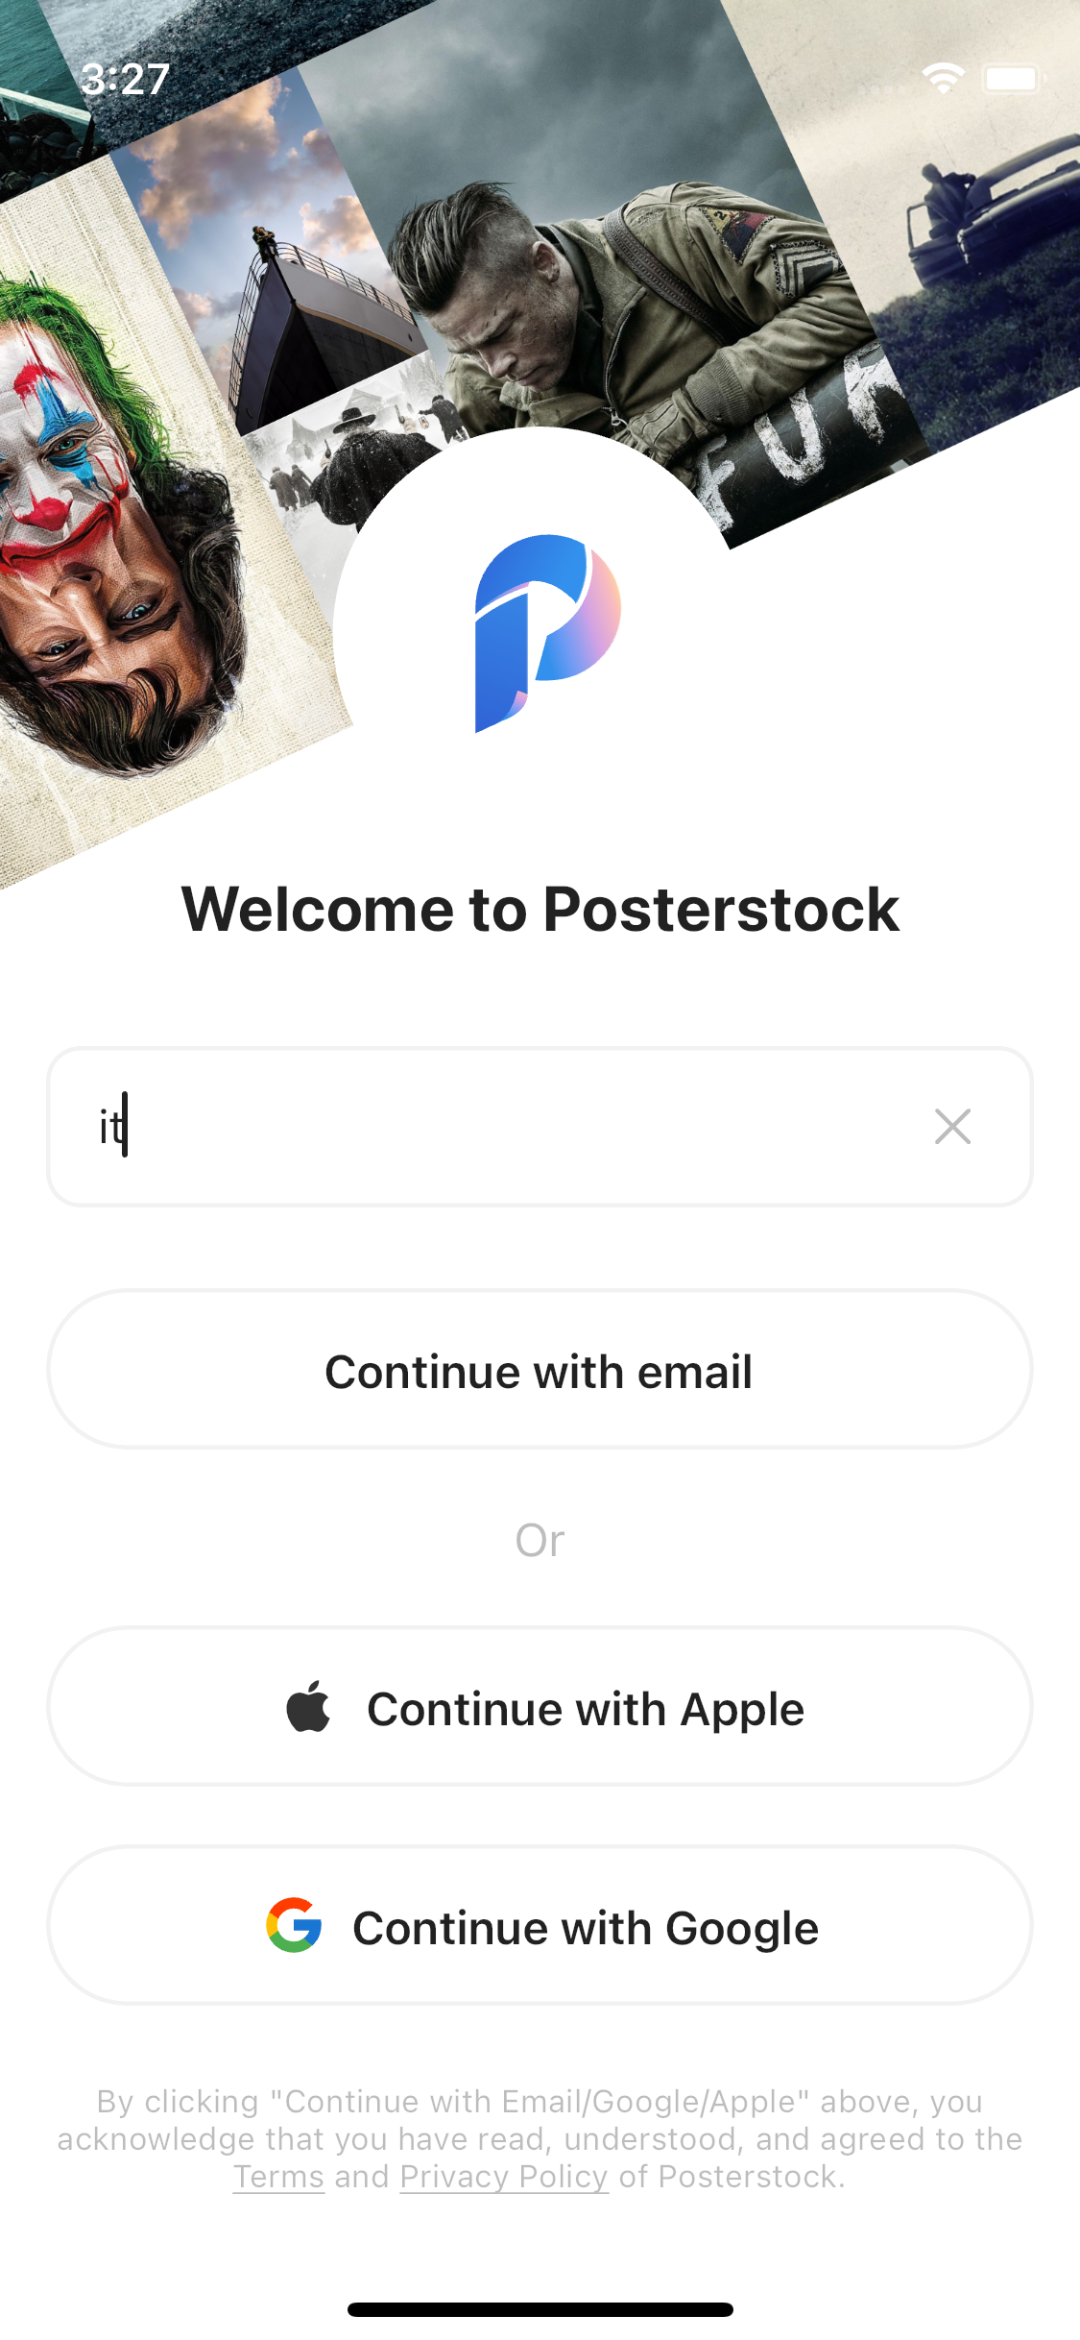 3:27
FUR
Welcome to Posterstock
it
Continue with email
Or
Continue with Apple
Continue with Google
By clicking "Continue with Email/Google/Apple" above, you
acknowledge that you have read, understood, and agreed to the
Terms and Privacy Policy of Posterstock.